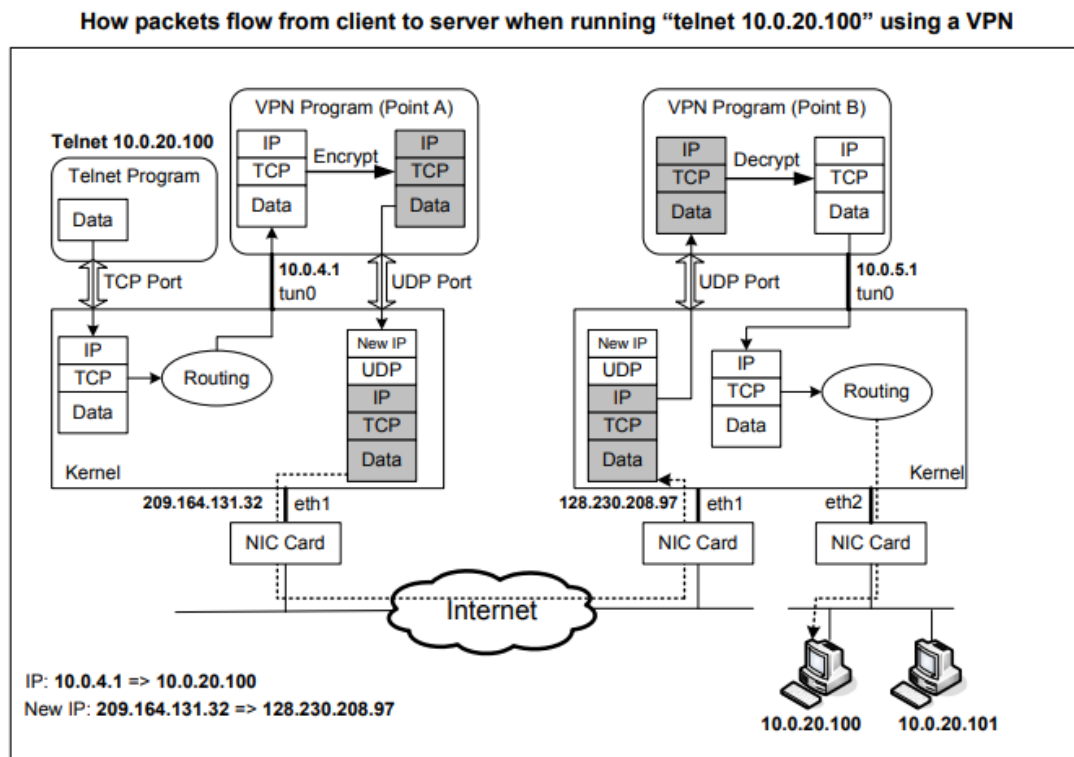 How packets flow from client to server when running “telnet 10.0.20.100” using a VPN
VPN Program (Point A)
IP
TCP
Data
Encrypt
IP
TCP
Data
Telnet 10.0.20.100
Telnet Program
Data
TCP Port
10.0.4.1
tun0
UDP Port
IP
TCP
Data
Routing
New IP
UDP
IP
TCP
Data
Kernel
209.164.131.32
eth1
NIC Card
VPN Program (Point B)
IP
TCP
Data
Decrypt
IP
TCP
Data
UDP Port
10.0.5.1
tun0
New IP
UDP
IP
TCP
Data
IP
TCP
Data
Routing
Kernel
128.230.208.97
eth1
eth2
NIC Card
NIC Card
Internet
10.0.20.100
10.0.20.101
IP: 10.0.4.1 => 10.0.20.100
New IP: 209.164.131.32 => 128.230.208.97